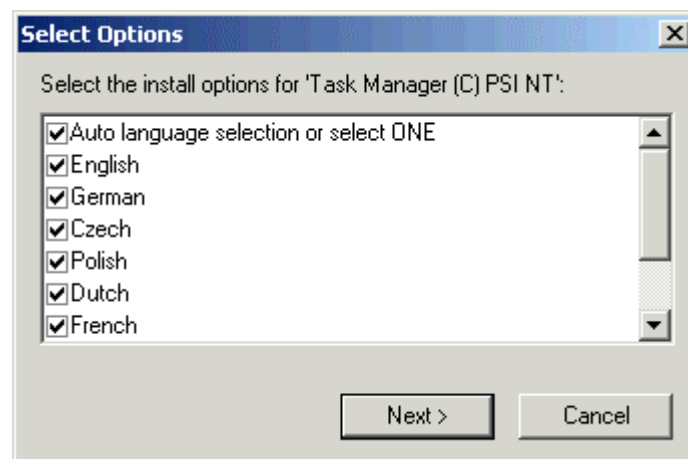 Select Options
Select the install options for 'Task Manager (C) PSI NT':
Auto language selection or select ONE
English
German
Czech
Polish
Dutch
French
Next >
Cancel